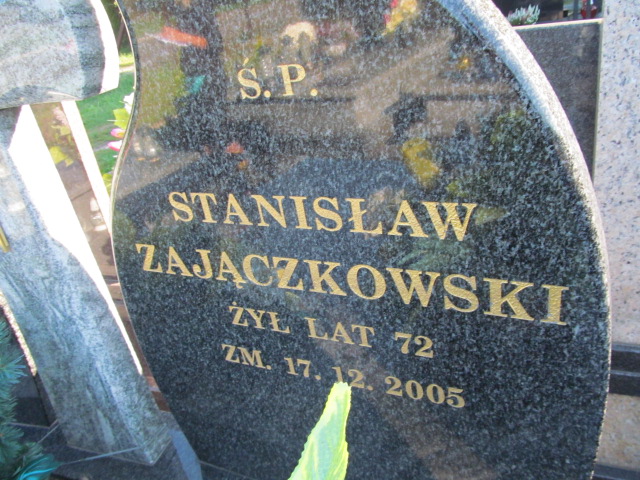 Ś.P.
STANISŁAW
ZAJĄCZKOWSKI
ŻYŁ LAT 72
ZM. 17.12.2005